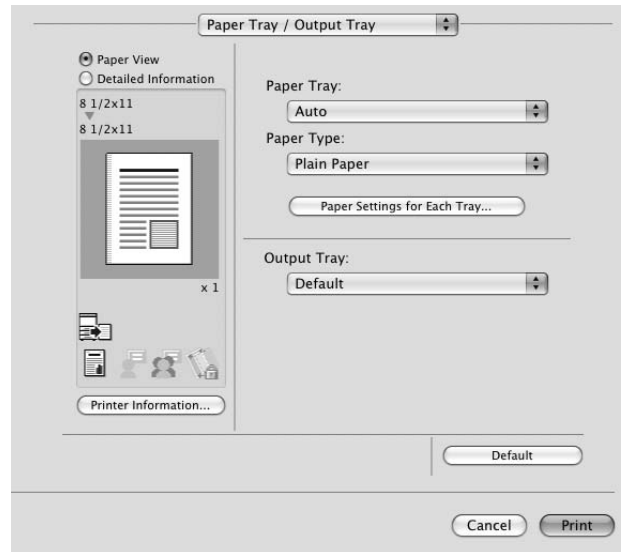 Paper Tray / Output Tray
Paper View
Detailed Information
8 1/2x11
8 1/2x11
x 1
Printer Information...
Paper Tray:
Auto
Paper Type:
Plain Paper
Paper Settings for Each Tray...
Output Tray:
Default
Default
Cancel
Print